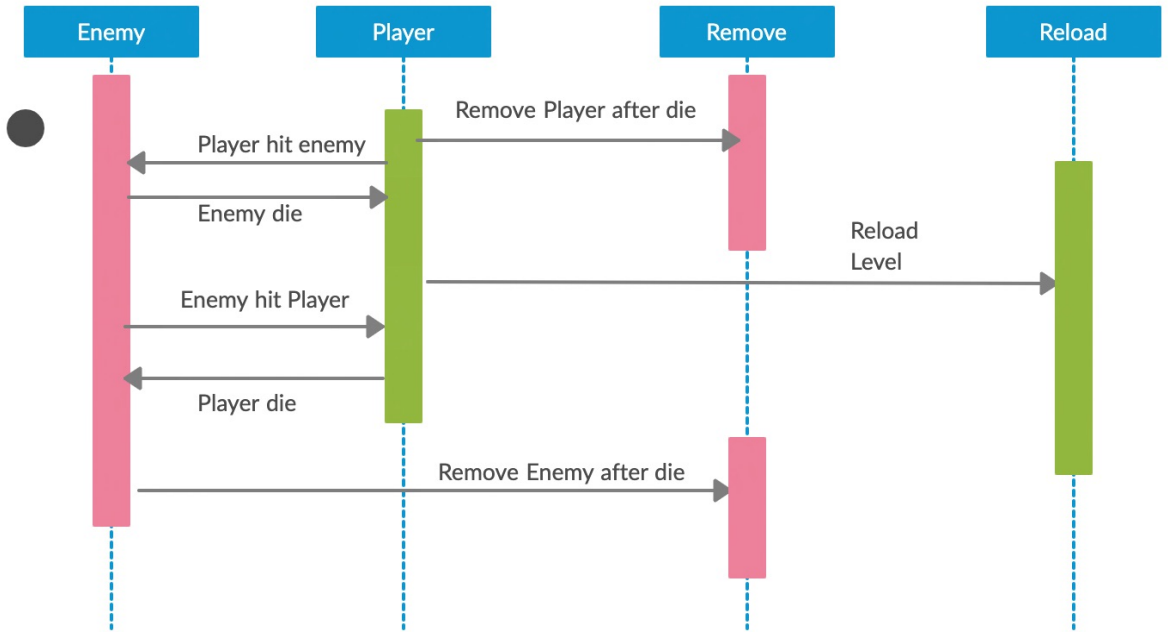 Enemy
Player
Remove
Reload
Remove Player after die
Player hit enemy
Enemy die
Reload
Level
Enemy hit Player
Player die
Remove Enemy after die